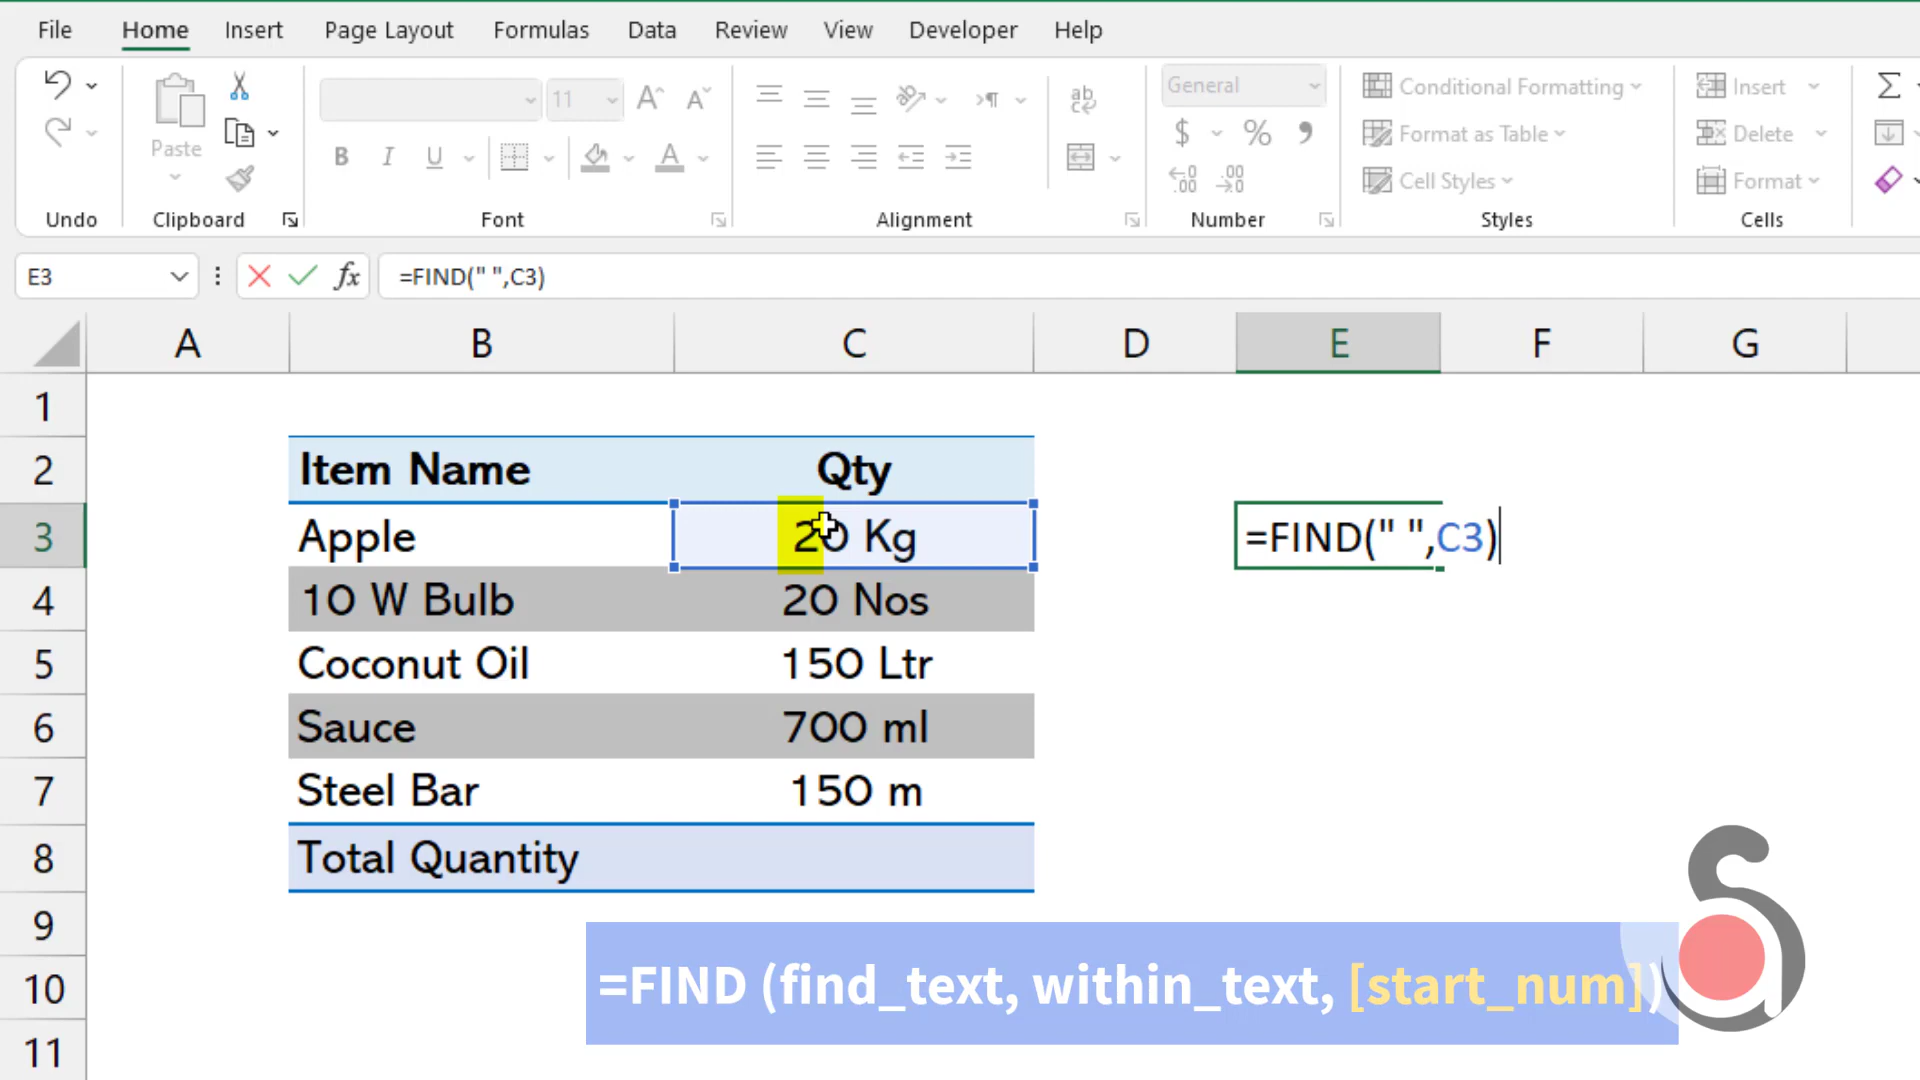 File Home Insert Page Layout Formulas Data Review View Developer Help
11 General Conditional Formatting Insert
Paste Format as Table Delete
B I U A $ % Cell Styles Format
Undo Clipboard Font Alignment Number Styles Cells
E3 fx =FIND(" ",C3)
A B C D E F G
1
2 Item Name Qty
3 Apple 20 Kg =FIND(" ",C3)
4 10 W Bulb 20 Nos
5 Coconut Oil 150 Ltr
6 Sauce 700 ml
7 Steel Bar 150 m
8 Total Quantity
9
10 =FIND (find_text, within_text, [start_num])
11